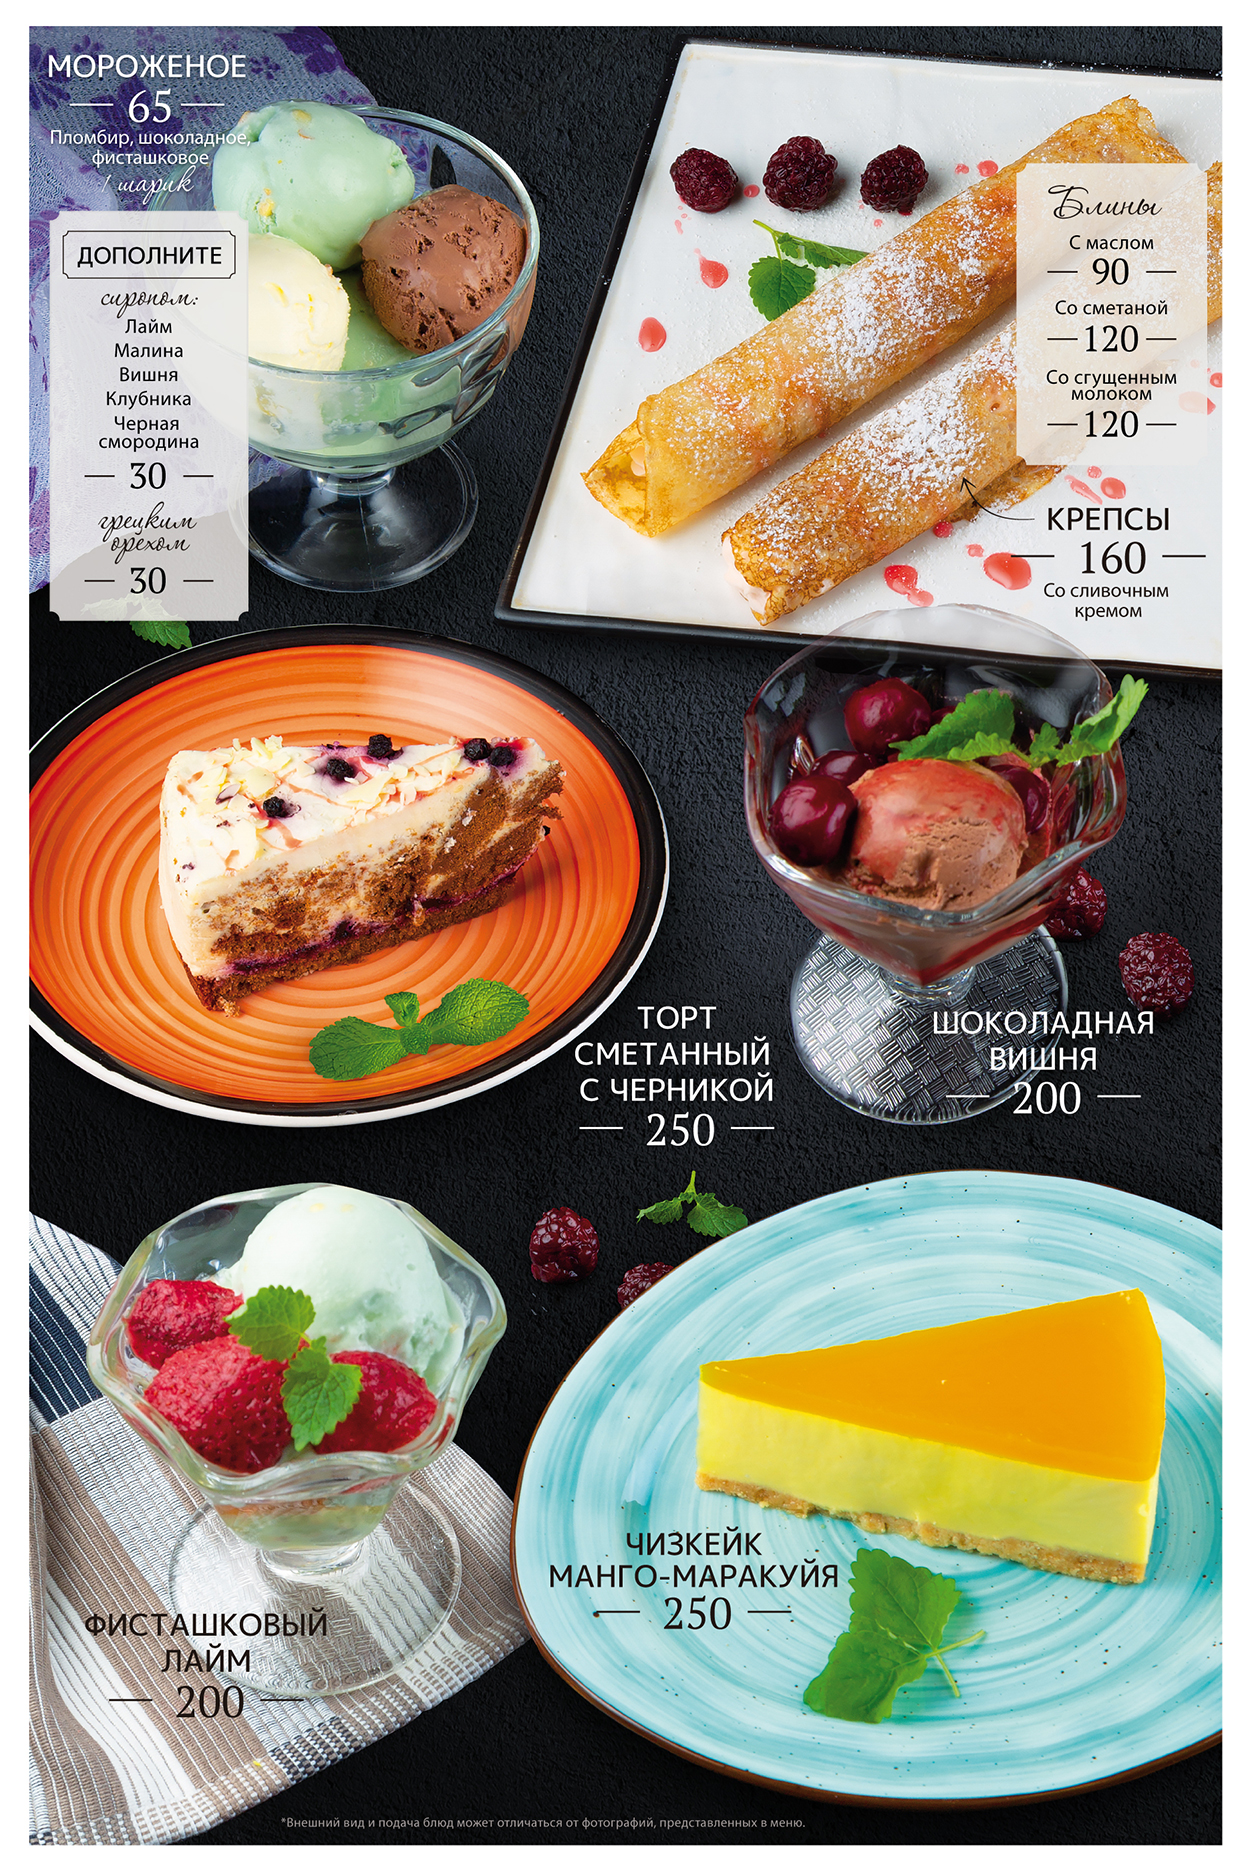 МОРОЖЕНОЕ
65
Пломбир, шоколадное,
фисташковое
1 шарик
ДОПОЛНИТЕ
сиропом:
Лайм
Малина
Вишня
Клубника
Черная
смородина
30
грецким
орехом
30
Блины
С маслом
90
Со сметаной
120
Со сгущенным
молоком
120
КРЕПСЫ
160
Со сливочным
кремом
ТОРТ
СМЕТАННЫЙ
С ЧЕРНИКОЙ
250
ШОКОЛАДНАЯ
ВИШНЯ
200
ФИСТАШКОВЫЙ
ЛАЙМ
200
ЧИЗКЕЙК
МАНГО-МАРАКУЙЯ
250
*Внешний вид и подача блюд может отличаться от фотографий, представленных в меню.